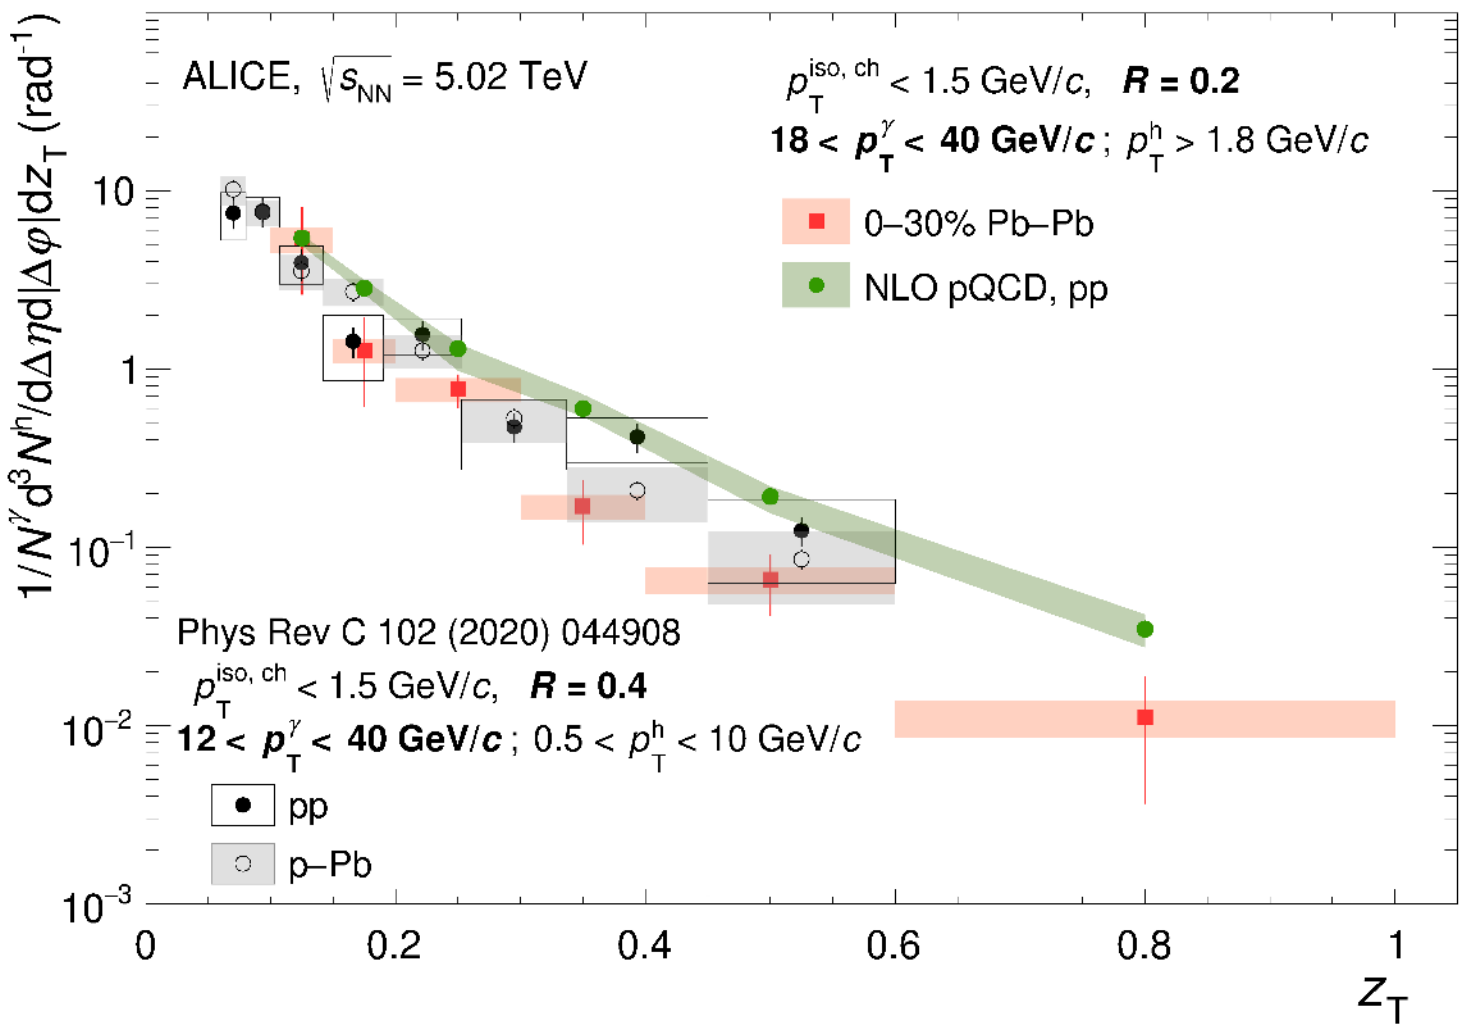 1/N^γ d³N^h/dΔηd|Δφ|dz_T (rad⁻¹)
ALICE, √s_NN = 5.02 TeV
p_T^{iso, ch} < 1.5 GeV/c, R = 0.2
18 < p_T^γ < 40 GeV/c ; p_T^h > 1.8 GeV/c
0–30% Pb–Pb
NLO pQCD, pp
10
1
10⁻¹
10⁻²
10⁻³
Phys Rev C 102 (2020) 044908
p_T^{iso, ch} < 1.5 GeV/c, R = 0.4
12 < p_T^γ < 40 GeV/c ; 0.5 < p_T^h < 10 GeV/c
pp
p–Pb
0 0.2 0.4 0.6 0.8 1
z_T